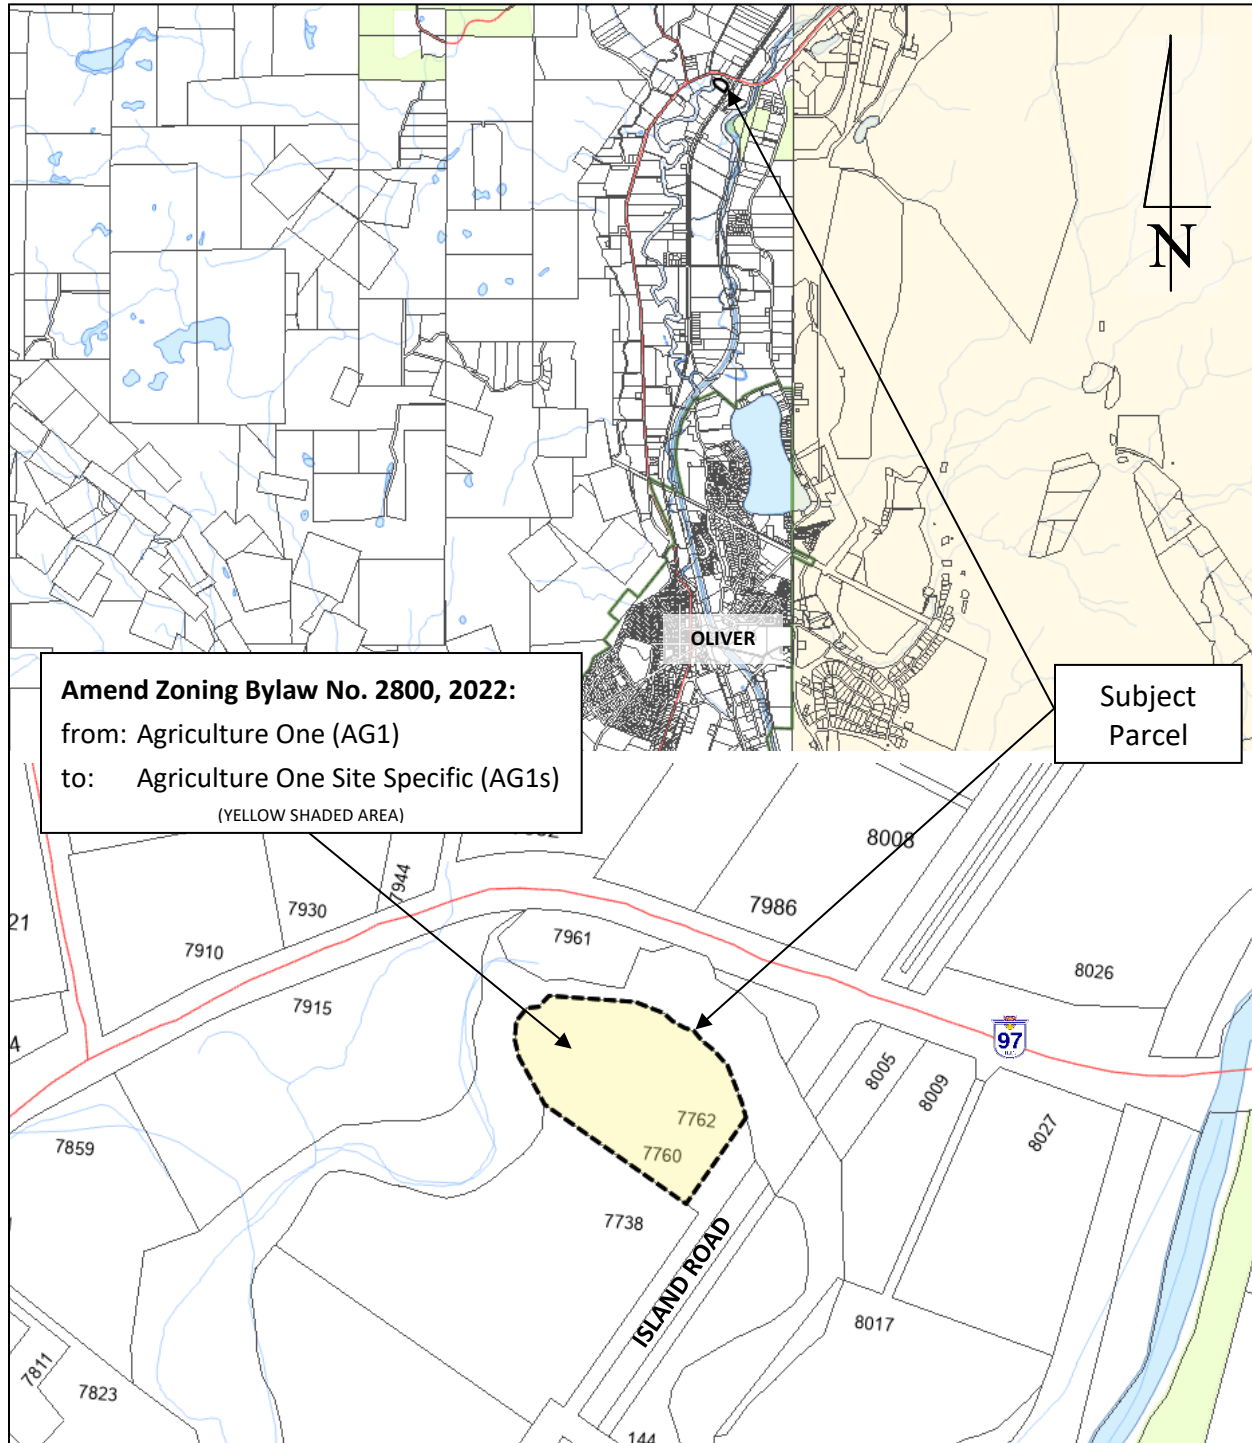 N
OLIVER
Amend Zoning Bylaw No. 2800, 2022:
from: Agriculture One (AG1)
to: Agriculture One Site Specific (AG1s)
(YELLOW SHADED AREA)
Subject
Parcel
8008
7944
7986
7930
21
7961
7910
8026
7915
97
4
8005
8009
7762
8027
7859
7760
7738
ISLAND ROAD
8017
7811
7823
144